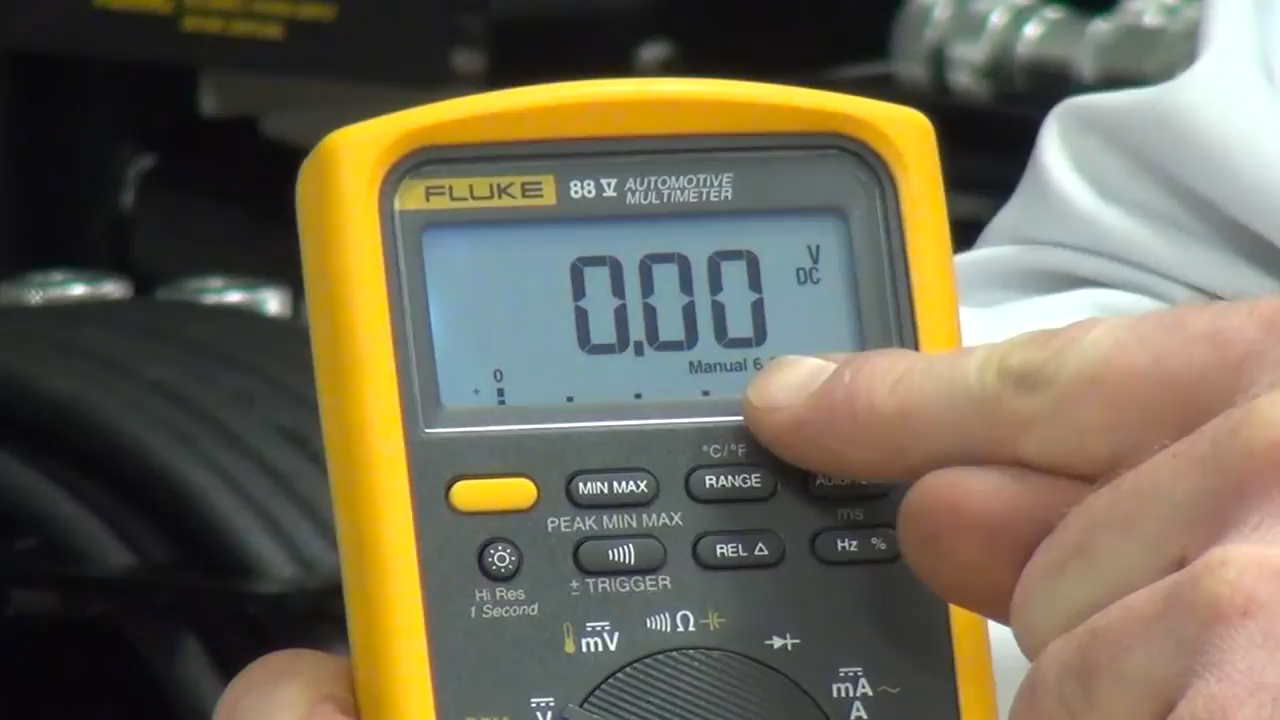 FLUKE 88 V AUTOMOTIVE MULTIMETER
0.00 V DC
Manual 6
0
°C/°F
MIN MAX RANGE
PEAK MIN MAX ms
REL Δ Hz %
Hi Res
1 Second
± TRIGGER
mV Ω
mA
A
V